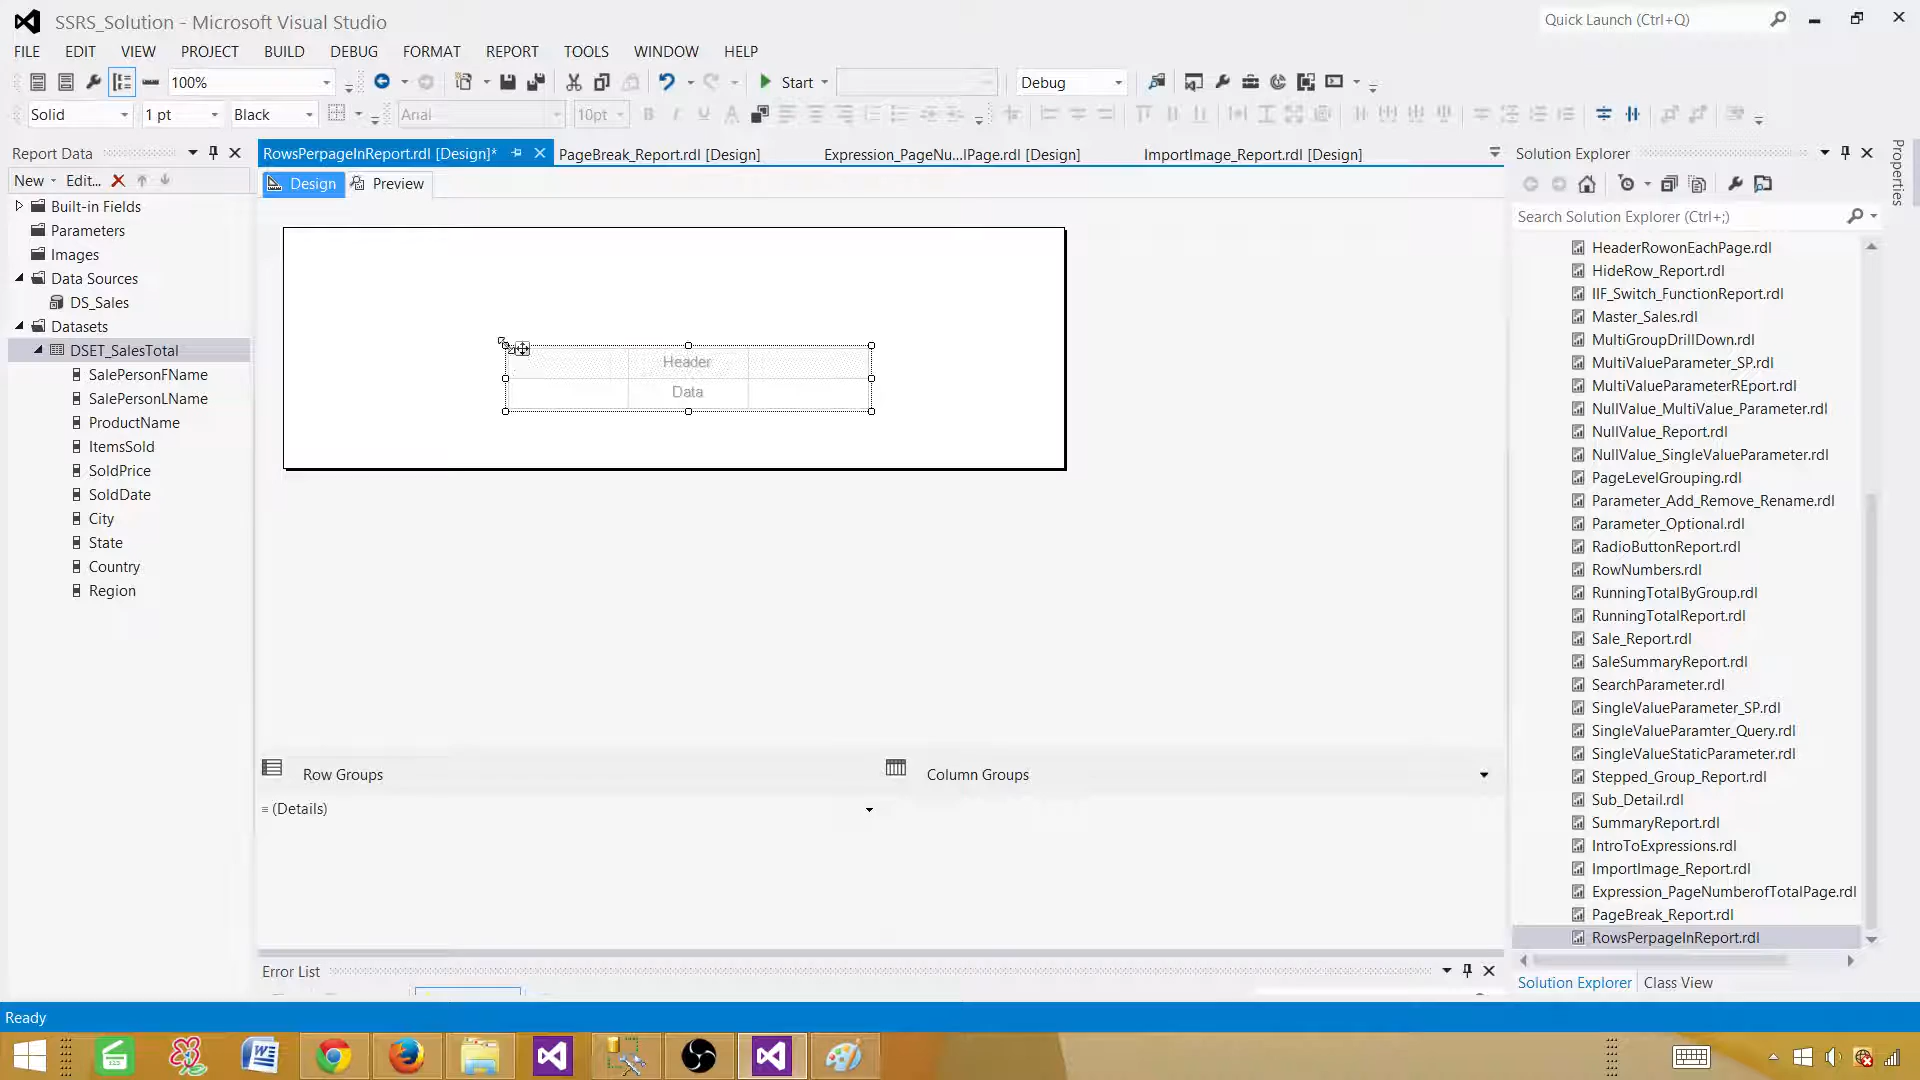 SSRS_Solution - Microsoft Visual Studio
Quick Launch (Ctrl+Q)
FILE EDIT VIEW PROJECT BUILD DEBUG FORMAT REPORT TOOLS WINDOW HELP
100%
Start
Debug
Solid
1 pt
Black
Arial
10pt
B I U A
Report Data
New Edit...
Built-in Fields
Parameters
Images
Data Sources
DS_Sales
Datasets
DSET_SalesTotal
SalePersonFName
SalePersonLName
ProductName
ItemsSold
SoldPrice
SoldDate
City
State
Country
Region
RowsPerpageInReport.rdl [Design]*
PageBreak_Report.rdl [Design]
Expression_PageNu...lPage.rdl [Design]
ImportImage_Report.rdl [Design]
Design
Preview
Header
Data
Row Groups
Column Groups
(Details)
Error List
Solution Explorer
Search Solution Explorer (Ctrl+;)
HeaderRowonEachPage.rdl
HideRow_Report.rdl
IIF_Switch_FunctionReport.rdl
Master_Sales.rdl
MultiGroupDrillDown.rdl
MultiValueParameter_SP.rdl
MultiValueParameterREport.rdl
NullValue_MultiValue_Parameter.rdl
NullValue_Report.rdl
NullValue_SingleValueParameter.rdl
PageLevelGrouping.rdl
Parameter_Add_Remove_Rename.rdl
Parameter_Optional.rdl
RadioButtonReport.rdl
RowNumbers.rdl
RunningTotalByGroup.rdl
RunningTotalReport.rdl
Sale_Report.rdl
SaleSummaryReport.rdl
SearchParameter.rdl
SingleValueParameter_SP.rdl
SingleValueParamter_Query.rdl
SingleValueStaticParameter.rdl
Stepped_Group_Report.rdl
Sub_Detail.rdl
SummaryReport.rdl
IntroToExpressions.rdl
ImportImage_Report.rdl
Expression_PageNumberofTotalPage.rdl
PageBreak_Report.rdl
RowsPerpageInReport.rdl
Solution Explorer Class View
Properties
Ready